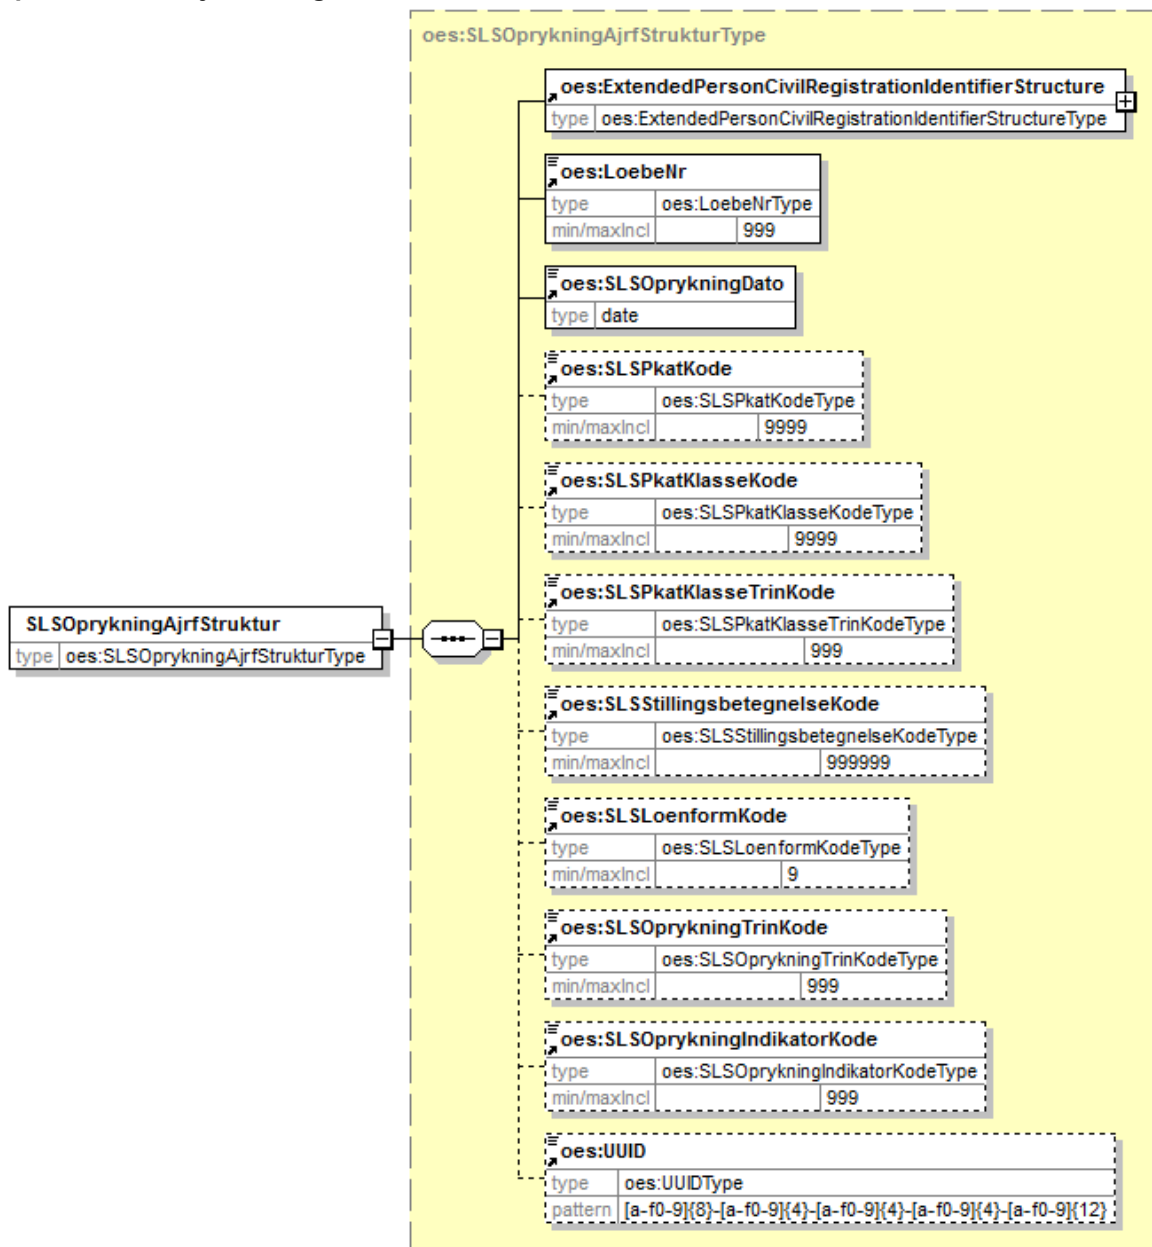 oes:SLSOprykningAjrfStrukturType
oes:ExtendedPersonCivilRegistrationIdentifierStructure
type oes:ExtendedPersonCivilRegistrationIdentifierStructureType
oes:LoebeNr
type oes:LoebeNrType
min/maxIncl 999
oes:SLSOprykningDato
type date
oes:SLSPkatKode
type oes:SLSPkatKodeType
min/maxIncl 9999
oes:SLSPkatKlasseKode
type oes:SLSPkatKlasseKodeType
min/maxIncl 9999
oes:SLSPkatKlasseTrinKode
type oes:SLSPkatKlasseTrinKodeType
min/maxIncl 999
SLSOprykningAjrfStruktur
type oes:SLSOprykningAjrfStrukturType
oes:SLSStillingsbetegnelseKode
type oes:SLSStillingsbetegnelseKodeType
min/maxIncl 999999
oes:SLSLoenformKode
type oes:SLSLoenformKodeType
min/maxIncl 9
oes:SLSOprykningTrinKode
type oes:SLSOprykningTrinKodeType
min/maxIncl 999
oes:SLSOprykningIndikatorKode
type oes:SLSOprykningIndikatorKodeType
min/maxIncl 999
oes:UUID
type oes:UUIDType
pattern [a-f0-9]{8}-[a-f0-9]{4}-[a-f0-9]{4}-[a-f0-9]{4}-[a-f0-9]{12}